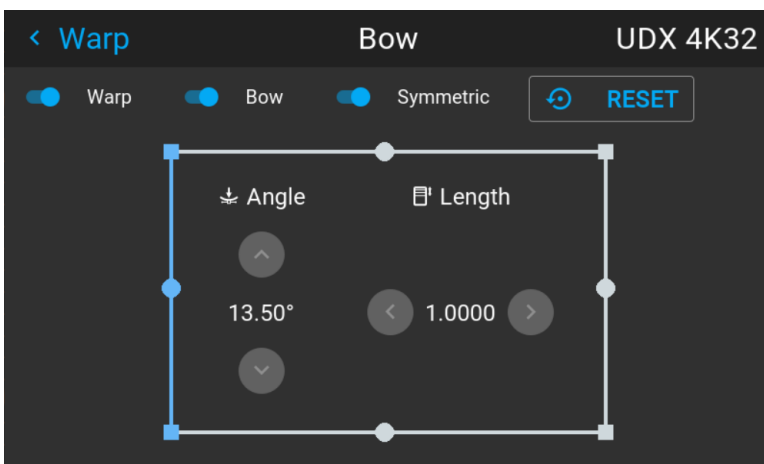 Warp Bow UDX 4K32
Warp Bow Symmetric RESET
Angle Length
13.50° 1.0000